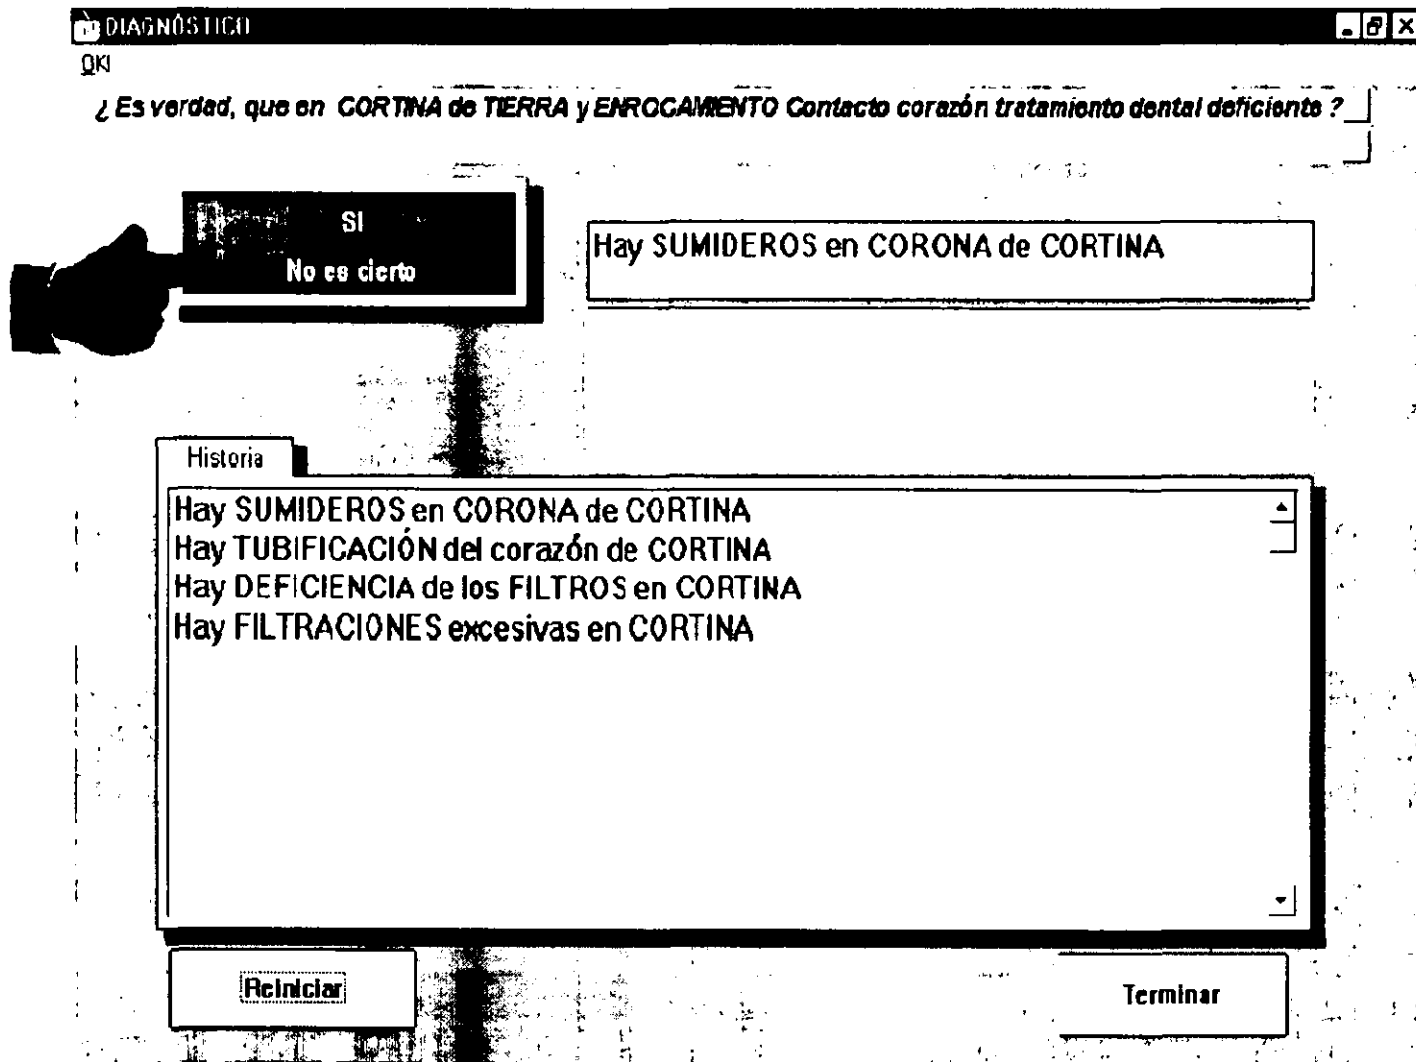 DIAGNÓSTICO
OKI
¿ Es verdad, que en CORTINA de TIERRA y ENROCAMIENTO Contacto corazón tratamiento dental deficiente ?
SI
No es cierto
Hay SUMIDEROS en CORONA de CORTINA
Historia
Hay SUMIDEROS en CORONA de CORTINA
Hay TUBIFICACIÓN del corazón de CORTINA
Hay DEFICIENCIA de los FILTROS en CORTINA
Hay FILTRACIONES excesivas en CORTINA
Reiniciar
Terminar